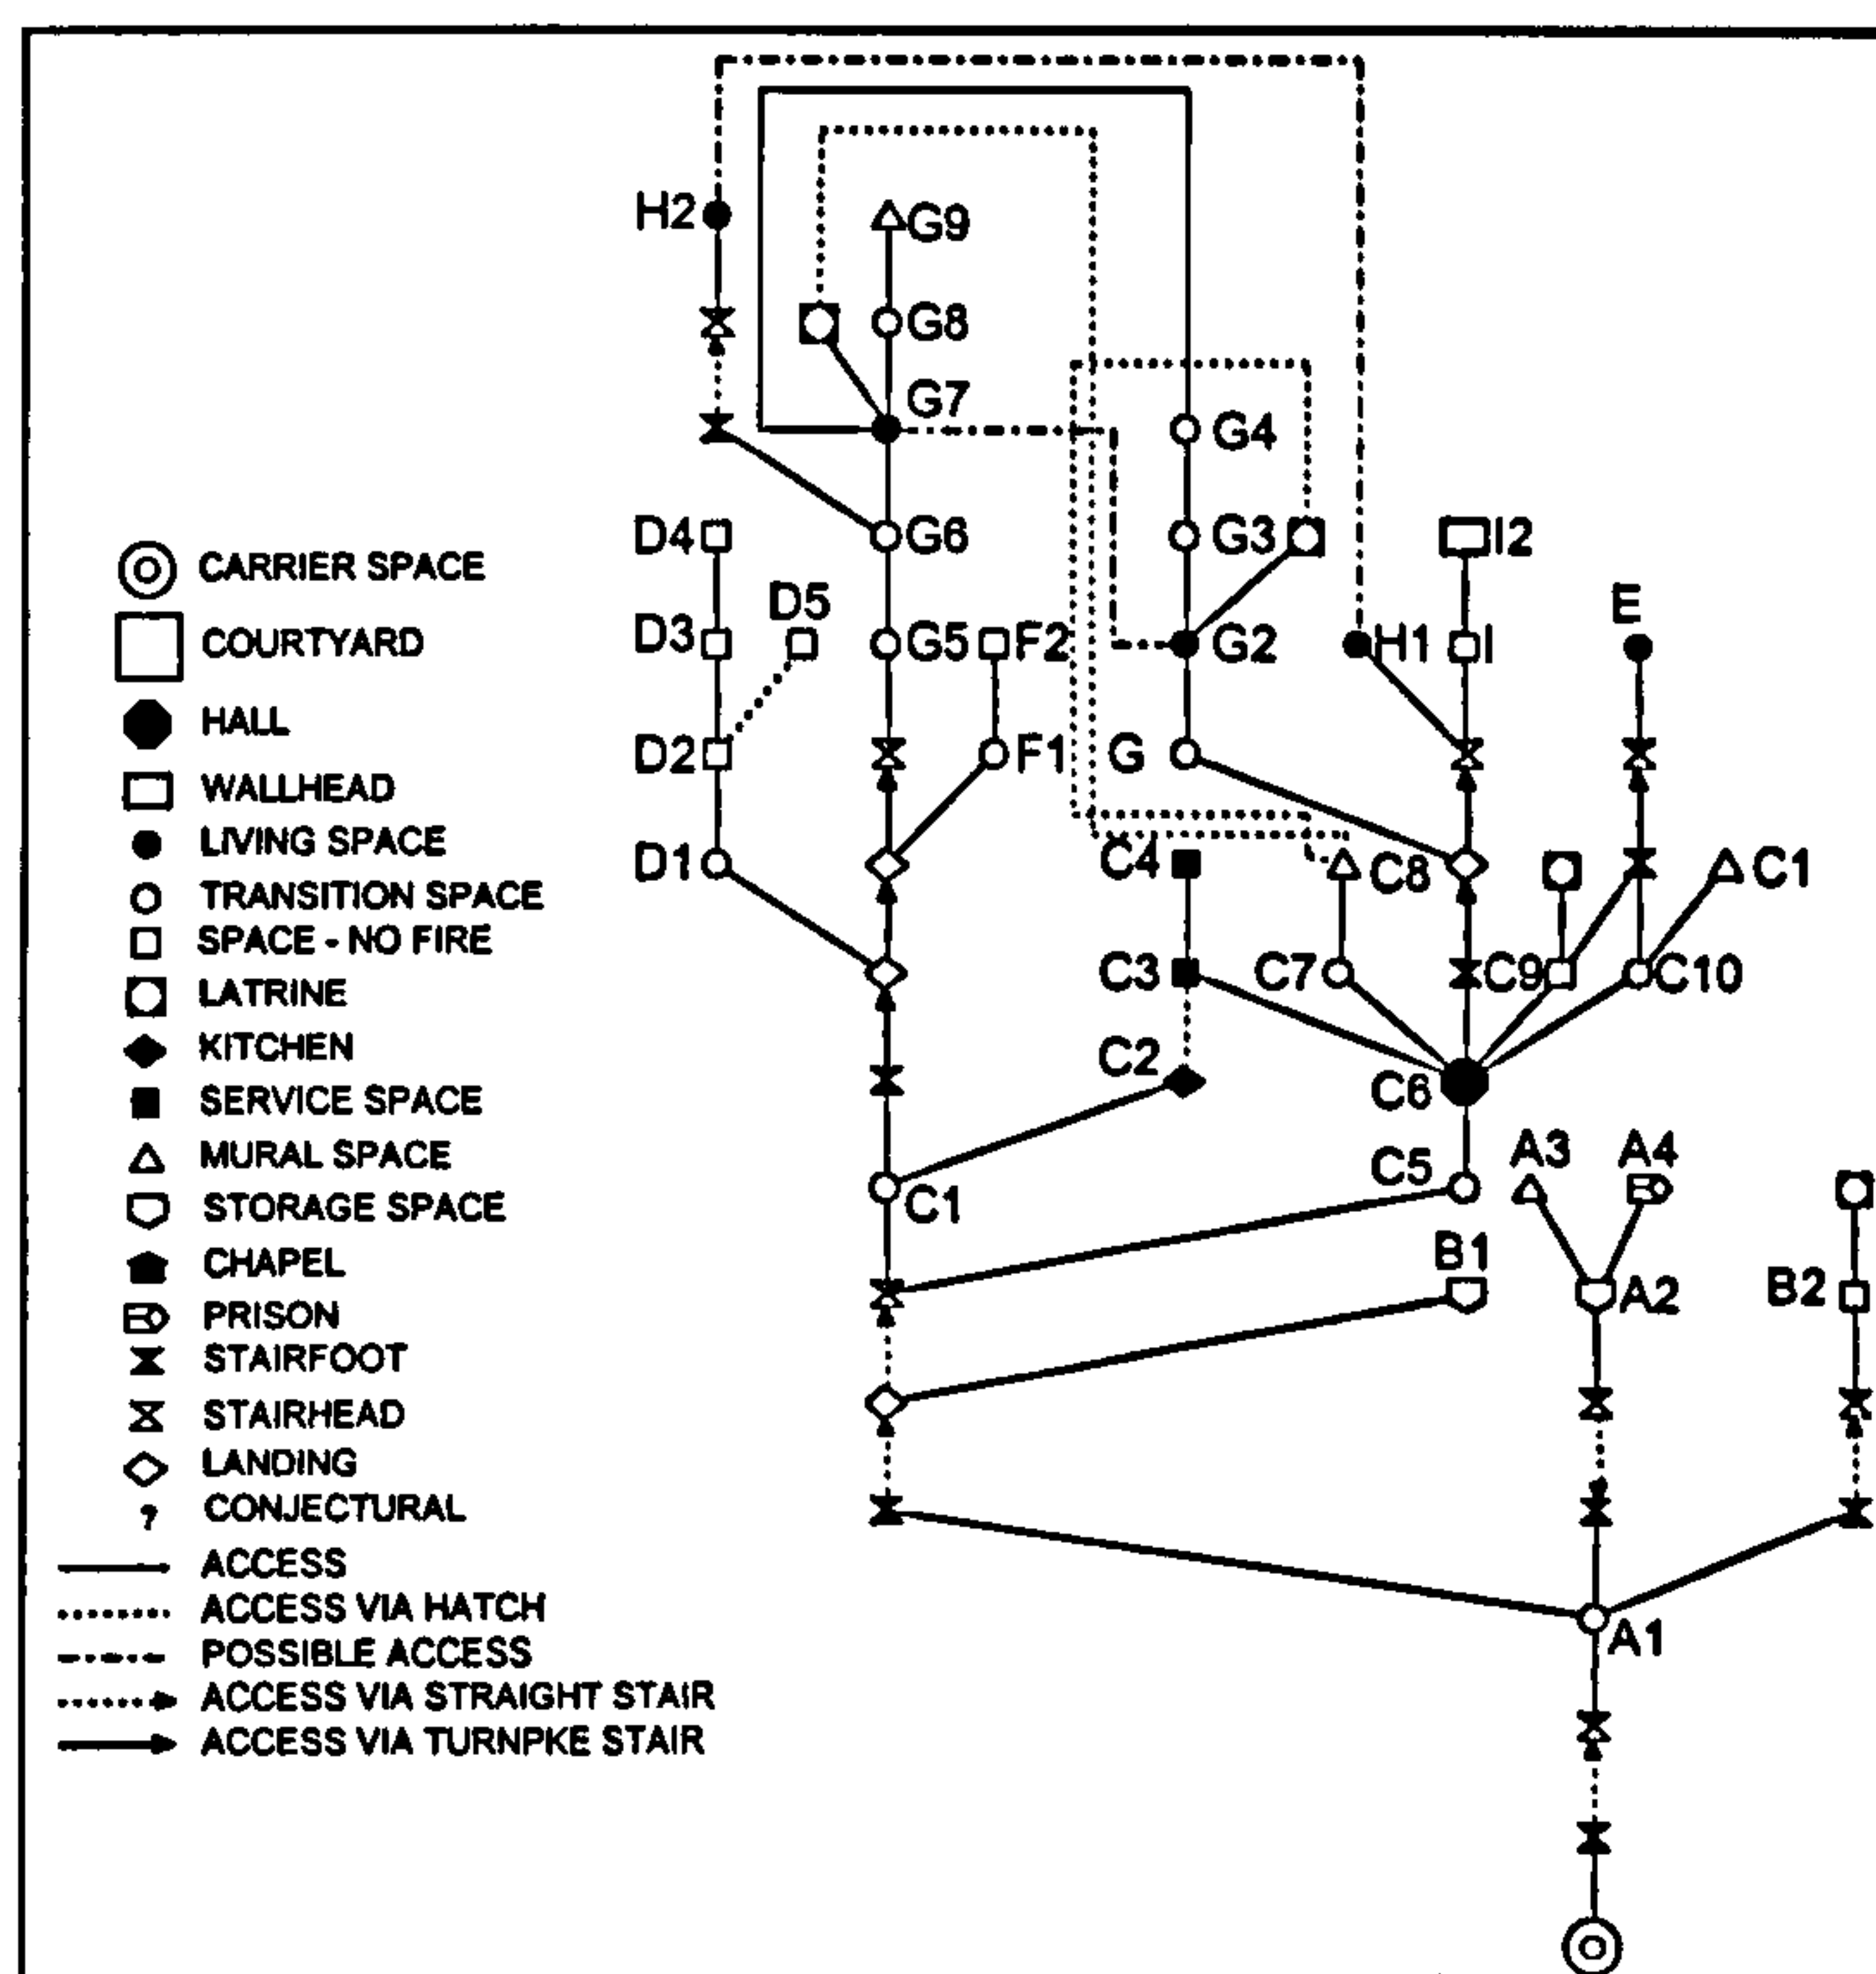 H2
G9
G8
G7
G4
D4
G6
G3
I2
CARRIER SPACE
D5
E
COURTYARD
D3
G5
F2
G2
H1
I
HALL
D2
F1
G
WALLHEAD
LIVING SPACE
D1
C4
C8
C1
TRANSITION SPACE
SPACE - NO FIRE
C3
C7
C9
C10
LATRINE
KITCHEN
C2
C6
SERVICE SPACE
MURAL SPACE
C5
A3
A4
STORAGE SPACE
C1
CHAPEL
B1
A2
B2
PRISON
STAIRFOOT
STAIRHEAD
LANDING
? CONJECTURAL
ACCESS
ACCESS VIA HATCH
POSSIBLE ACCESS
A1
ACCESS VIA STRAIGHT STAIR
ACCESS VIA TURNPKE STAIR